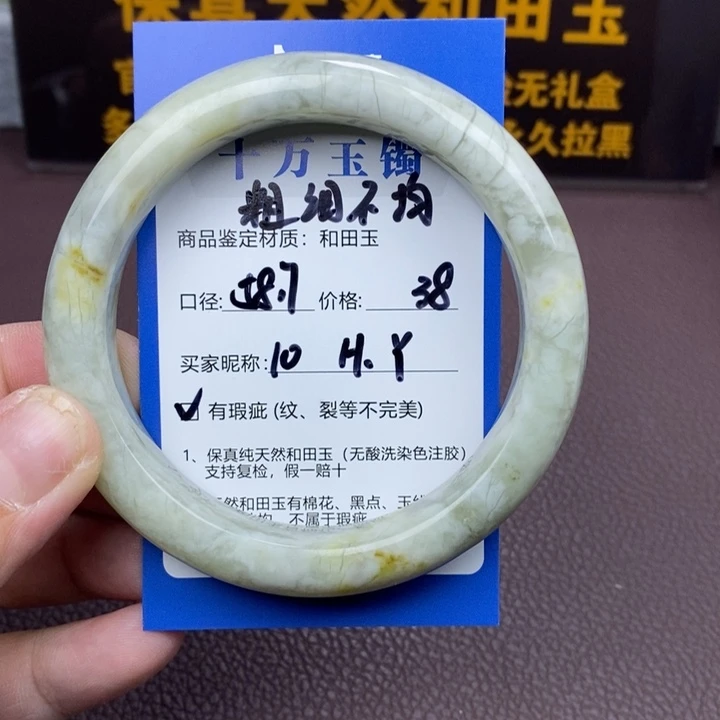 保真天然和田玉
无礼盒
久拉黑
十万玉镯
粗细不均
商品鉴定材质：和田玉
口径:58.7 价格:38
买家昵称:10 H.Y
✓ 有瑕疵 (纹、裂等不完美)
1、保真纯天然和田玉（无酸洗染色注胶）
支持复检，假一赔十
然和田玉有棉花、黑点、玉
不属于瑕疵